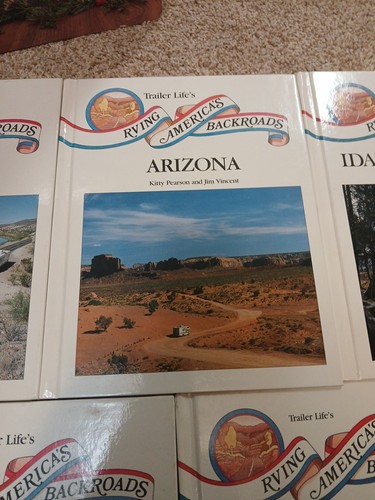 Trailer Life's
RVING AMERICA'S BACKROADS
ARIZONA
Kitty Pearson and Jim Vincent
BACKROADS
IDA
r Life's
AMERICA'S BACKROADS
Trailer Life's
RVING AMERICA'S